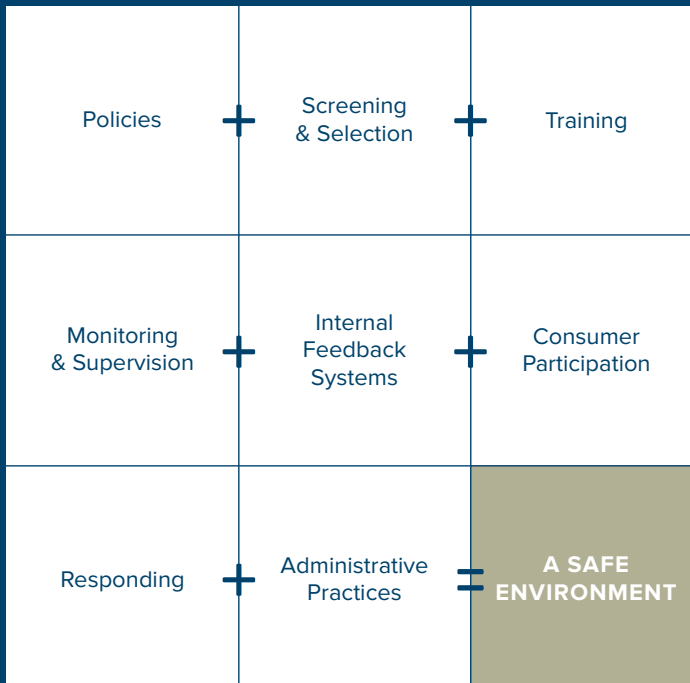 Policies
+
Screening
& Selection
+
Training
Monitoring
& Supervision
+
Internal
Feedback
Systems
+
Consumer
Participation
Responding
+
Administrative
Practices
=
A SAFE
ENVIRONMENT